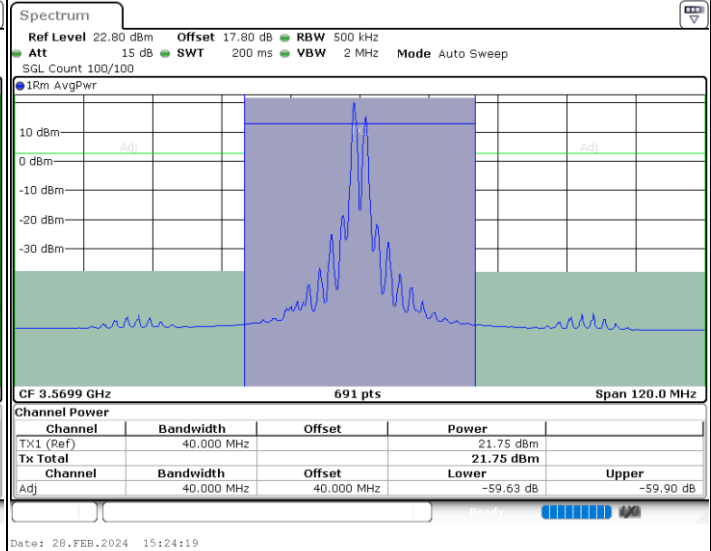 Spectrum
Ref Level 22.80 dBm Offset 17.80 dB RBW 500 kHz
Att 15 dB SWT 200 ms VBW 2 MHz Mode Auto Sweep
SGL Count 100/100
1Rm AvgPwr
10 dBm
Adj
Adj
0 dBm
-10 dBm
-20 dBm
-30 dBm
CF 3.5699 GHz 691 pts Span 120.0 MHz
Channel Power
Channel Bandwidth Offset Power
TX1 (Ref) 40.000 MHz 21.75 dBm
Tx Total 21.75 dBm
Channel Bandwidth Offset Lower Upper
Adj 40.000 MHz 40.000 MHz -59.63 dB -59.90 dB
Ready
Date: 28.FEB.2024 15:24:19